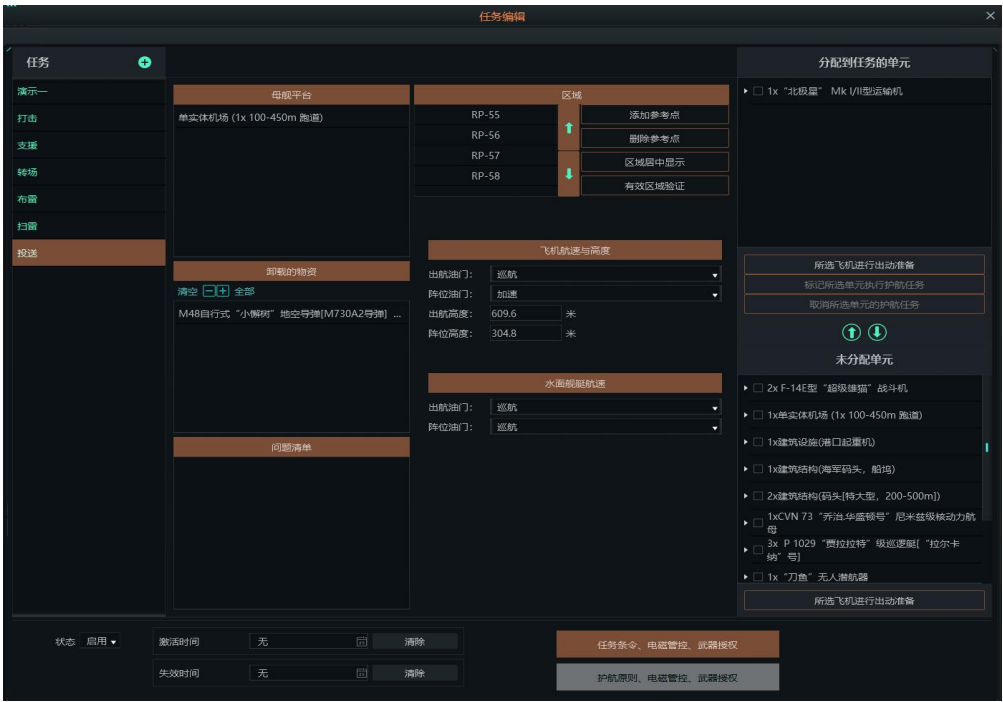 任务编辑
任务
演示一
打击
支援
转场
布雷
扫雷
投送
母舰平台
单实体机场 (1x 100-450m 跑道)
卸载的物资
清空 全部
M48自行式“小懈树”地空导弹[M730A2导弹] ...
问题清单
区域
RP-55
RP-56
RP-57
RP-58
添加参考点
删除参考点
区域居中显示
有效区域验证
飞机航速与高度
出航油门： 巡航
阵位油门： 加速
出航高度： 609.6 米
阵位高度： 304.8 米
水面舰艇航速
出航油门： 巡航
阵位油门： 巡航
分配到任务的单元
1x “北极星” Mk I/II型运输机
所选飞机进行出动准备
标记所选单元执行护航任务
取消所选单元的护航任务
未分配单元
2x F-14E型“超级雄猫”战斗机
1x单实体机场 (1x 100-450m 跑道)
1x建筑设施(港口起重机)
1x建筑结构(海军码头，船坞)
2x建筑结构(码头[特大型，200-500m])
1xCVN 73“乔治.华盛顿号”尼米兹级核动力航
母
3x P 1029“贾拉拉特”级巡逻艇[“拉尔卡
纳”号]
1x “刀鱼”无人潜航器
所选飞机进行出动准备
状态 启用
激活时间 无 清除
失效时间 无 清除
任务条令、电磁管控、武器授权
护航原则、电磁管控、武器授权